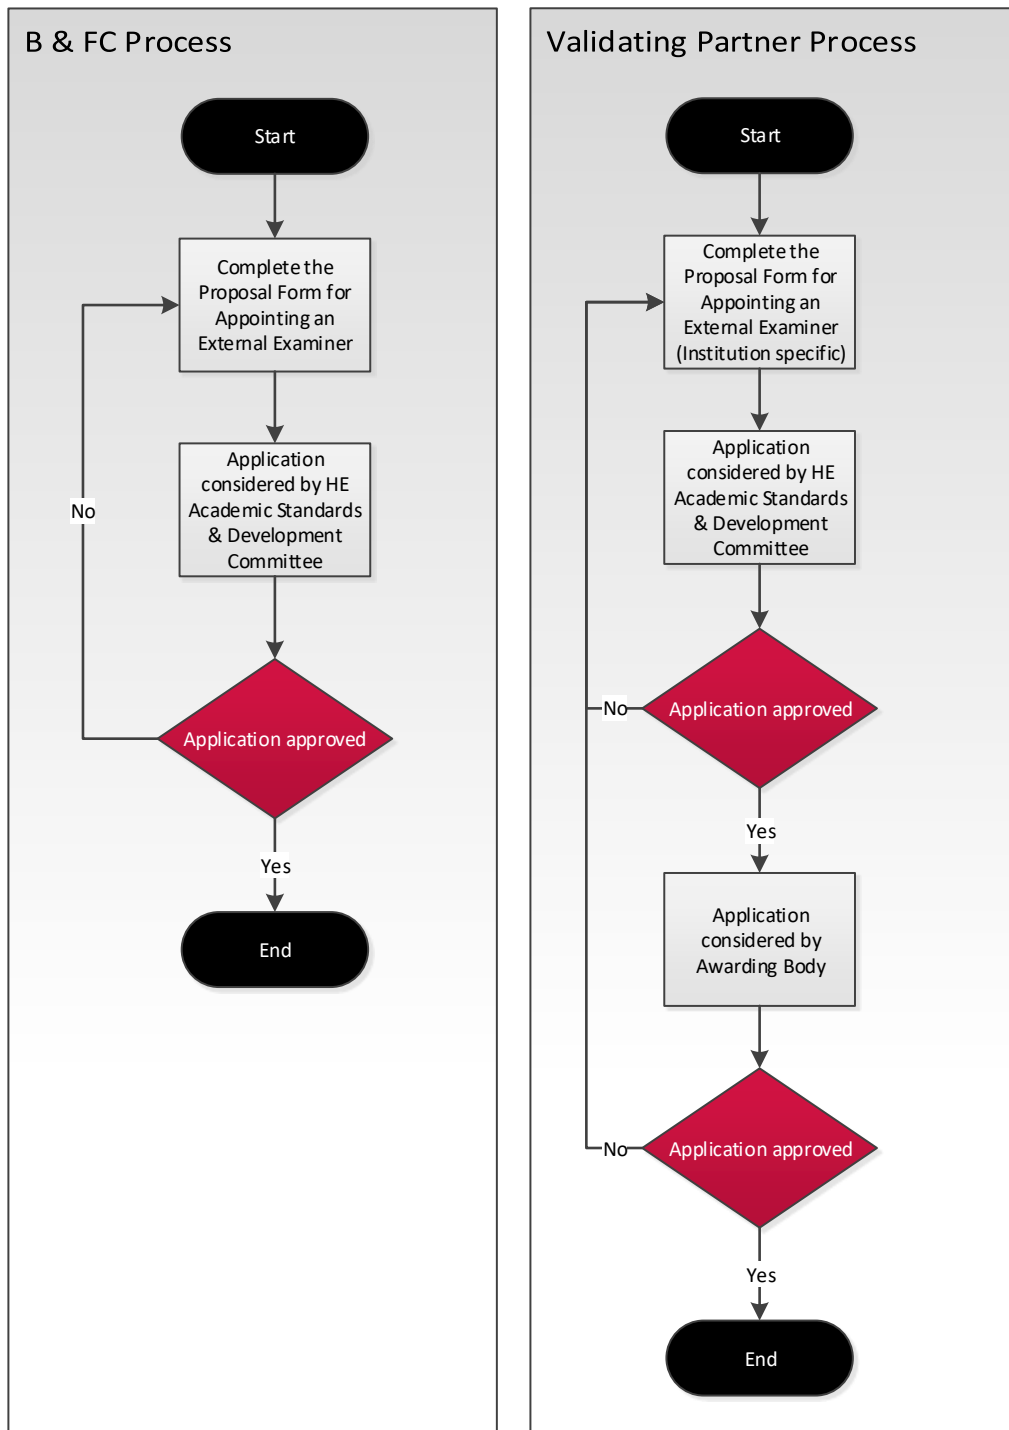 B & FC Process
Start
Complete the
Proposal Form for
Appointing an
External Examiner
Application
considered by HE
Academic Standards
& Development
Committee
No
Application approved
Yes
End
Validating Partner Process
Start
Complete the
Proposal Form for
Appointing an
External Examiner
(Institution specific)
Application
considered by HE
Academic Standards
& Development
Committee
No
Application approved
Yes
Application
considered by
Awarding Body
No
Application approved
Yes
End